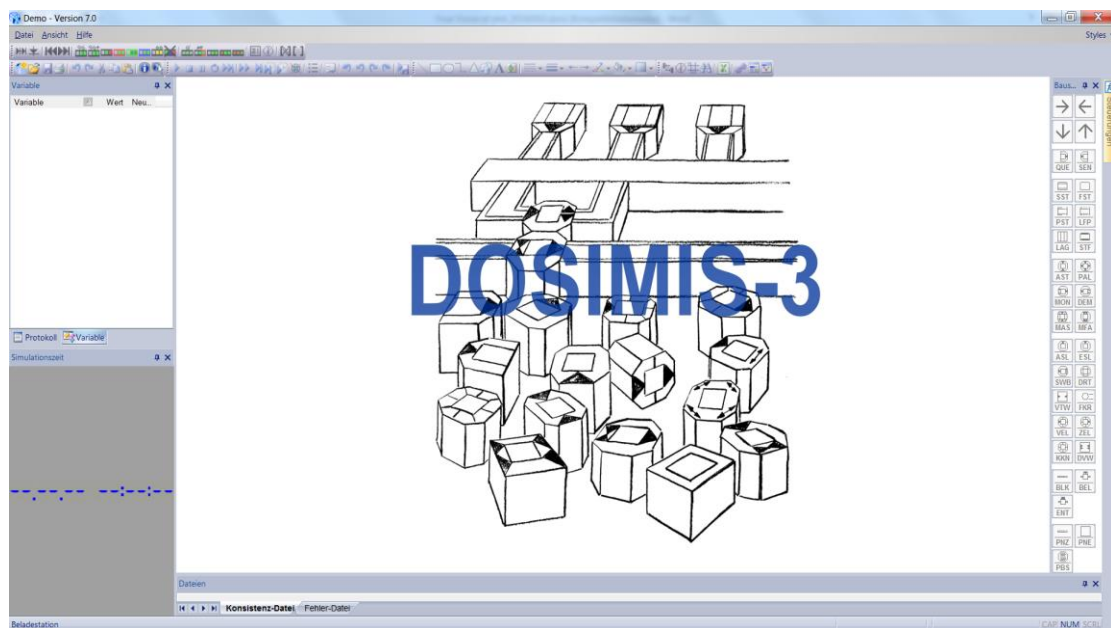 Demo - Version 7.0
Datei Ansicht Hilfe
Styles
Variable
Baus...
Variable Wert Neu...
Steuerungen
QUE SEN
SST FST
PST LFP
LAG STF
AST PAL
MON DEM
MAS MFA
ASL ESL
SWB DRT
VTW FKR
VEL ZEL
KKN DVW
BLK BEL
ENT
PNZ PNE
PBS
DOSIMIS-3
Protokoll Variable
Simulationszeit
--.--.-- --:--:--
Dateien
Konsistenz-Datei Fehler-Datei
Beladestation
CAP NUM SCRL